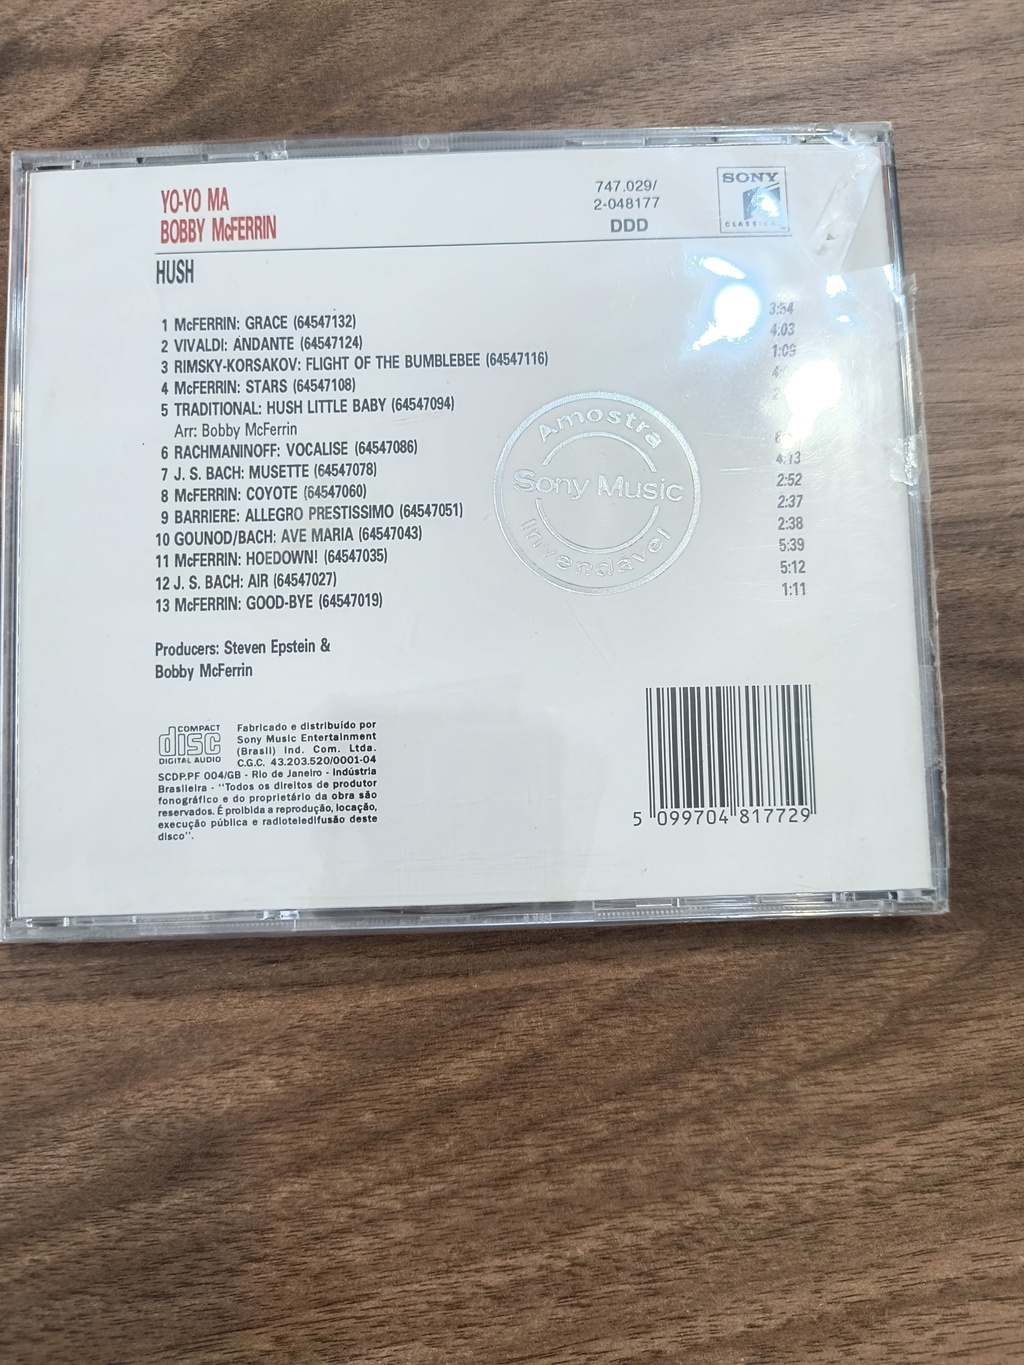 YO-YO MA
BOBBY McFERRIN
747.029/
2-048177
DDD
SONY
CLASSICAL
HUSH
1 McFERRIN: GRACE (64547132) 3:54
2 VIVALDI: ANDANTE (64547124) 4:03
3 RIMSKY-KORSAKOV: FLIGHT OF THE BUMBLEBEE (64547116) 1:09
4 McFERRIN: STARS (64547108)
5 TRADITIONAL: HUSH LITTLE BABY (64547094)
Arr: Bobby McFerrin
6 RACHMANINOFF: VOCALISE (64547086)
7 J. S. BACH: MUSETTE (64547078) 4:13
8 McFERRIN: COYOTE (64547060) 2:52
9 BARRIERE: ALLEGRO PRESTISSIMO (64547051) 2:37
10 GOUNOD/BACH: AVE MARIA (64547043) 2:38
11 McFERRIN: HOEDOWN! (64547035) 5:39
12 J. S. BACH: AIR (64547027) 5:12
13 McFERRIN: GOOD-BYE (64547019) 1:11
Amostra
Sony Music
Invendável
Producers: Steven Epstein &
Bobby McFerrin
COMPACT
disc
DIGITAL AUDIO
Fabricado e distribuído por
Sony Music Entertainment
(Brasil) Ind. Com. Ltda.
C.G.C. 43.203.520/0001-04
SCDP.PF 004/GB - Rio de Janeiro - Indústria
Brasileira - "Todos os direitos de produtor
fonográfico e do proprietário da obra são
reservados. É proibida a reprodução, locação,
execução pública e radioteledifusão deste
disco".
5 099704 817729